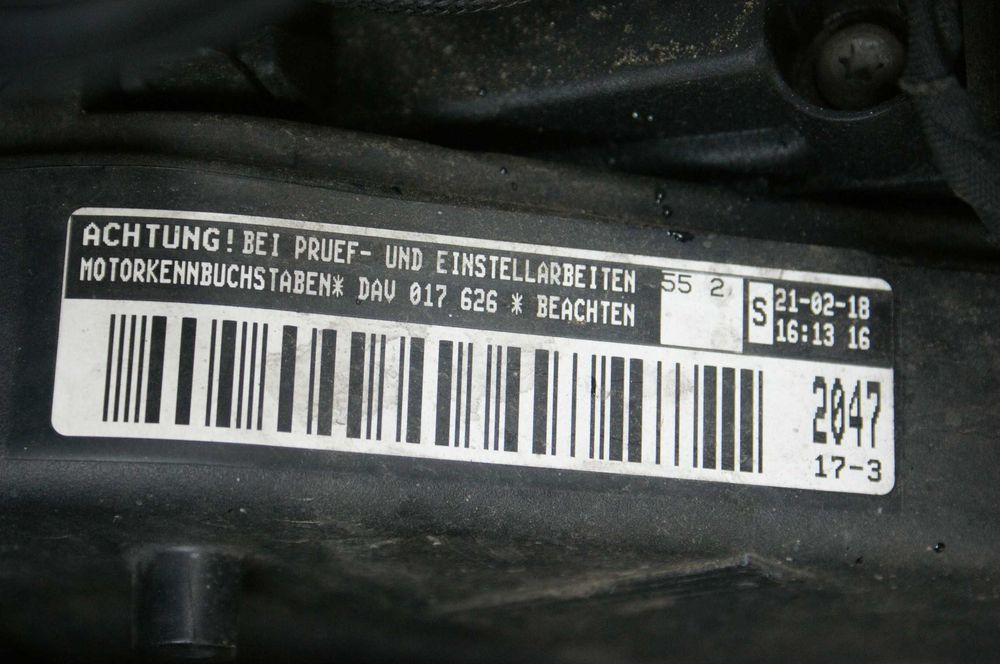 ACHTUNG! BEI PRUEF- UND EINSTELLARBEITEN
MOTORKENNBUCHSTABEN* DAV 017 626 * BEACHTEN
55 2
S
21-02-18
16:13 16
2047
17-3